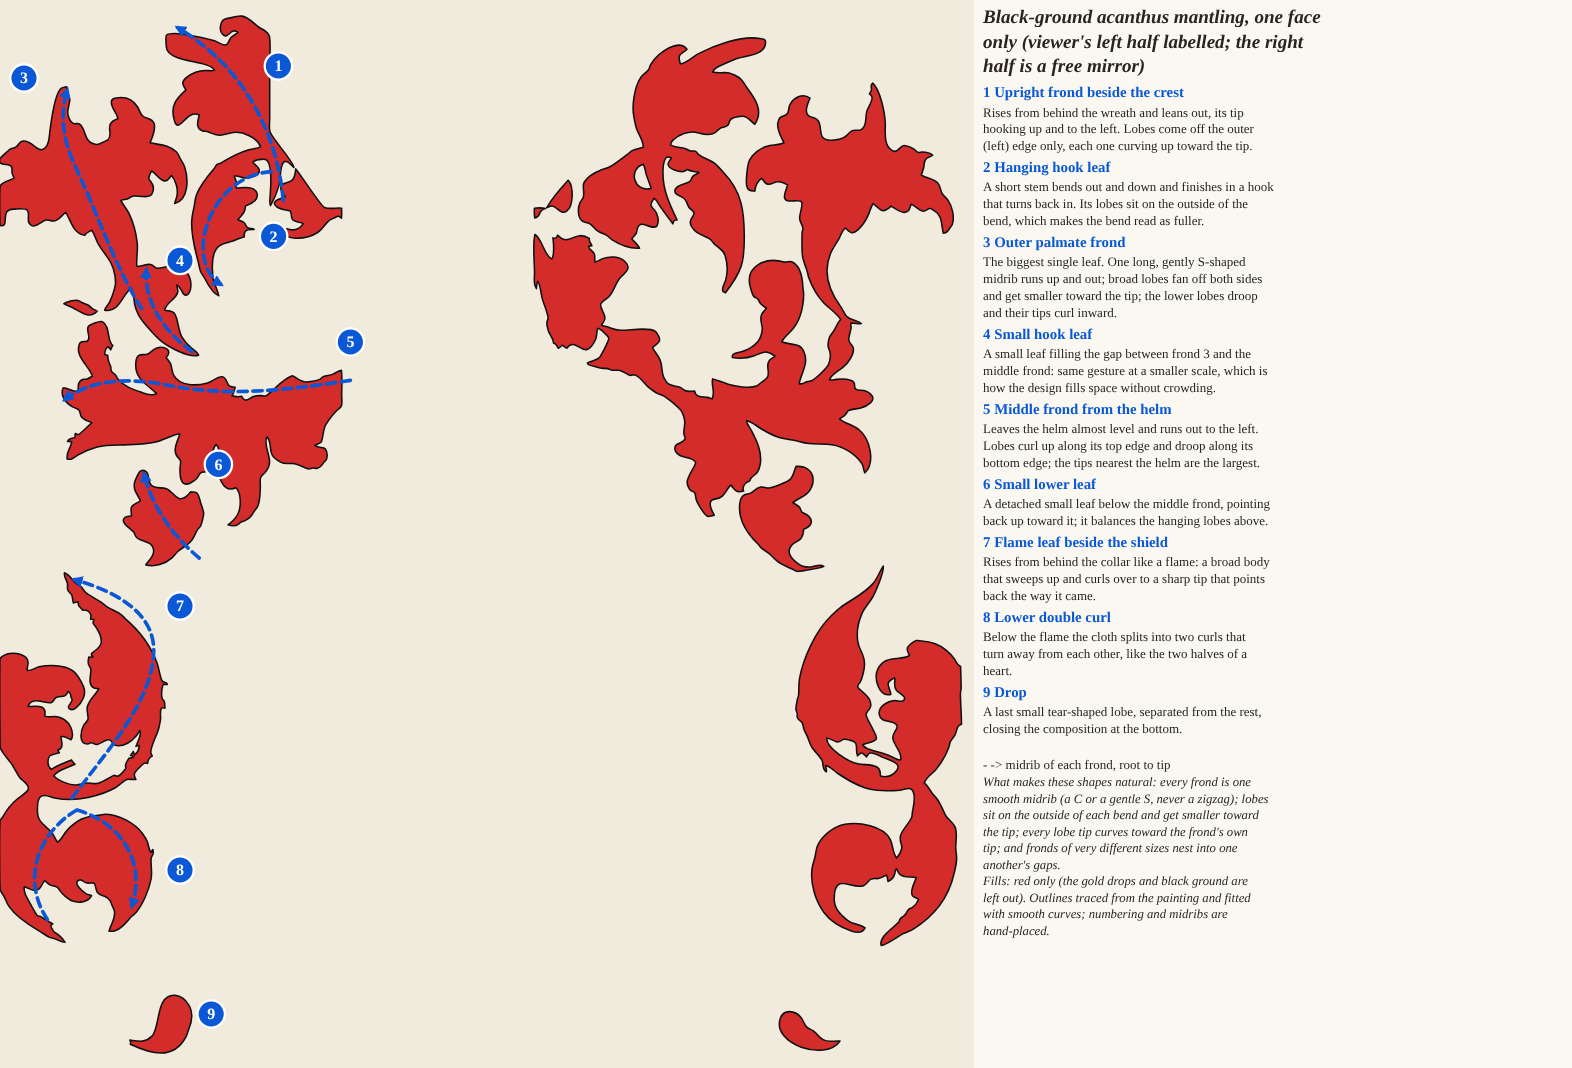 Black-ground acanthus mantling, one face
only (viewer's left half labelled; the right
half is a free mirror)
1 Upright frond beside the crest
Rises from behind the wreath and leans out, its tip
hooking up and to the left. Lobes come off the outer
(left) edge only, each one curving up toward the tip.
2 Hanging hook leaf
A short stem bends out and down and finishes in a hook
that turns back in. Its lobes sit on the outside of the
bend, which makes the bend read as fuller.
3 Outer palmate frond
The biggest single leaf. One long, gently S-shaped
midrib runs up and out; broad lobes fan off both sides
and get smaller toward the tip; the lower lobes droop
and their tips curl inward.
4 Small hook leaf
A small leaf filling the gap between frond 3 and the
middle frond: same gesture at a smaller scale, which is
how the design fills space without crowding.
5 Middle frond from the helm
Leaves the helm almost level and runs out to the left.
Lobes curl up along its top edge and droop along its
bottom edge; the tips nearest the helm are the largest.
6 Small lower leaf
A detached small leaf below the middle frond, pointing
back up toward it; it balances the hanging lobes above.
7 Flame leaf beside the shield
Rises from behind the collar like a flame: a broad body
that sweeps up and curls over to a sharp tip that points
back the way it came.
8 Lower double curl
Below the flame the cloth splits into two curls that
turn away from each other, like the two halves of a
heart.
9 Drop
A last small tear-shaped lobe, separated from the rest,
closing the composition at the bottom.
- -> midrib of each frond, root to tip
What makes these shapes natural: every frond is one
smooth midrib (a C or a gentle S, never a zigzag); lobes
sit on the outside of each bend and get smaller toward
the tip; every lobe tip curves toward the frond's own
tip; and fronds of very different sizes nest into one
another's gaps.
Fills: red only (the gold drops and black ground are
left out). Outlines traced from the painting and fitted
with smooth curves; numbering and midribs are
hand-placed.
1
3
2
4
5
6
7
8
9